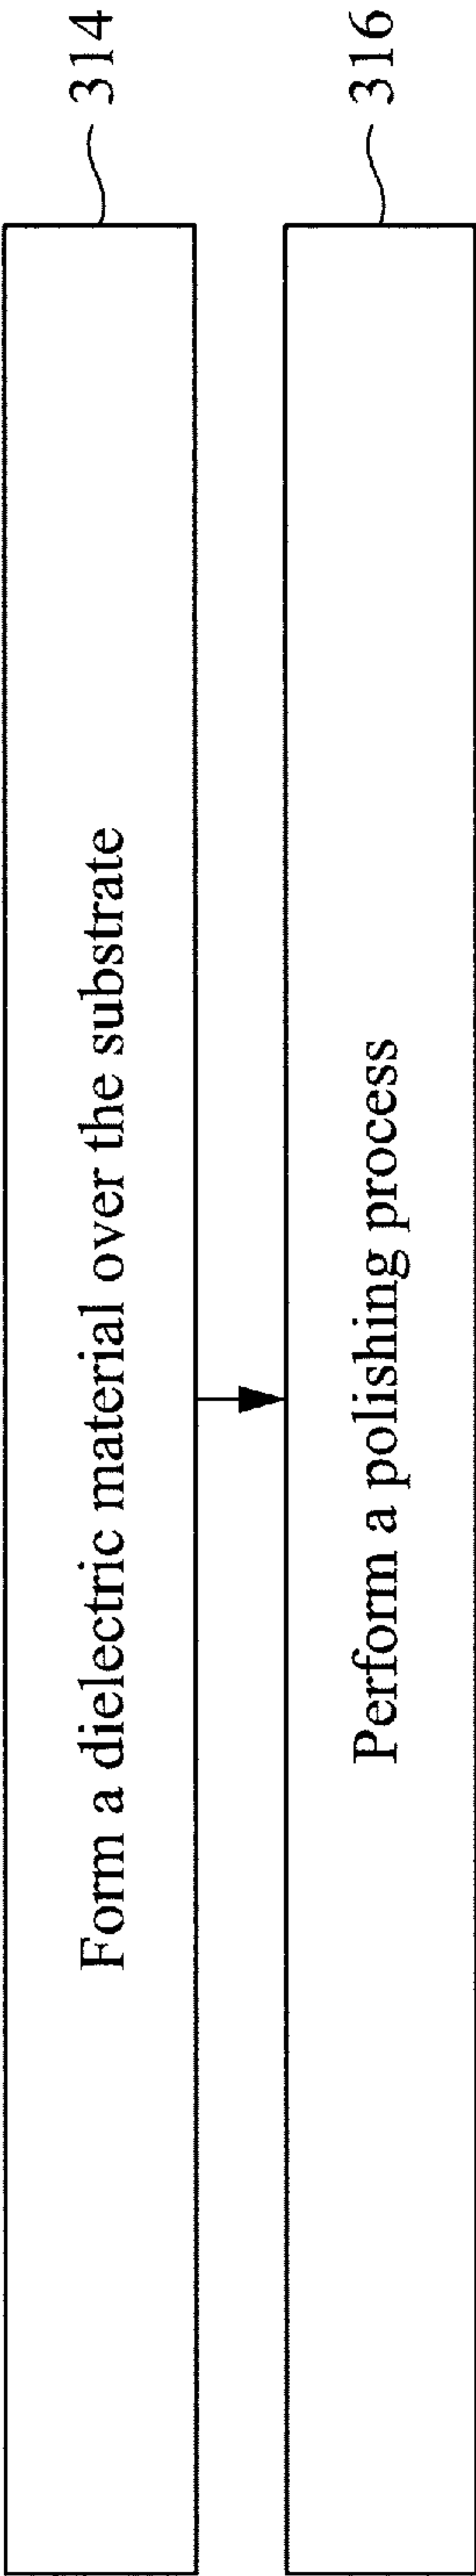 Form a dielectric material over the substrate
314
Perform a polishing process
316